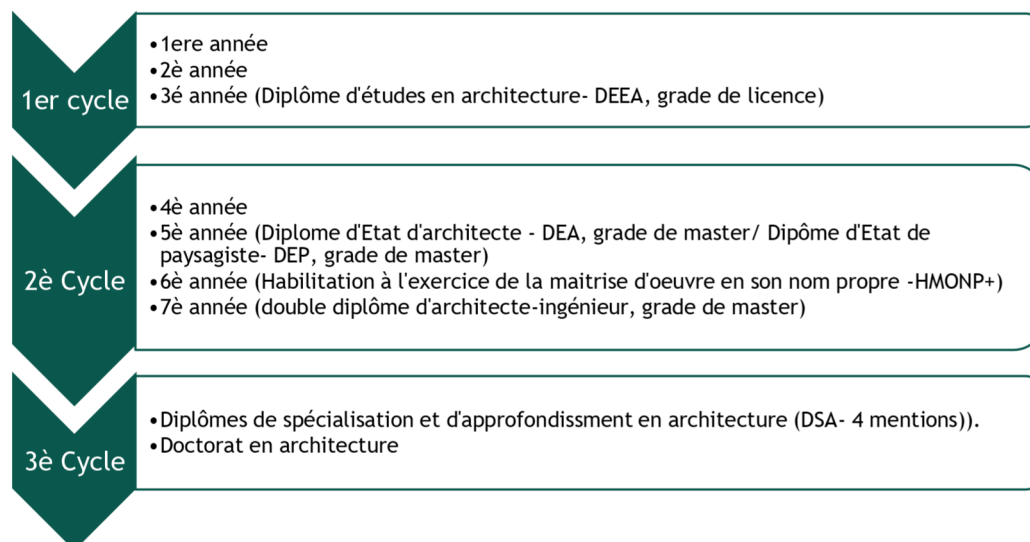 1er cycle
•1ere année
•2è année
•3é année (Diplôme d'études en architecture- DEEA, grade de licence)
2è Cycle
•4è année
•5è année (Diplome d'Etat d'architecte - DEA, grade de master/ Dipôme d'Etat de
paysagiste- DEP, grade de master)
•6è année (Habilitation à l'exercice de la maitrise d'oeuvre en son nom propre -HMONP+)
•7è année (double diplôme d'architecte-ingénieur, grade de master)
3è Cycle
•Diplômes de spécialisation et d'approfondissment en architecture (DSA- 4 mentions)).
•Doctorat en architecture